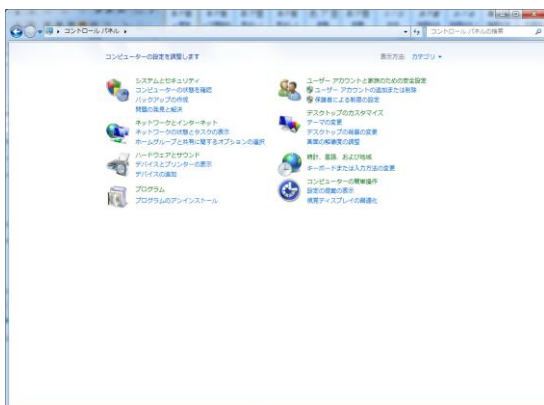 コントロール パネル
コントロール パネルの検索
コンピューターの設定を調整します
表示方法: カテゴリ
システムとセキュリティ
コンピューターの状態を確認
バックアップの作成
問題の発見と解決
ネットワークとインターネット
ネットワークの状態とタスクの表示
ホームグループと共有に関するオプションの選択
ハードウェアとサウンド
デバイスとプリンターの表示
デバイスの追加
プログラム
プログラムのアンインストール
ユーザー アカウントと家族のための安全設定
ユーザー アカウントの追加または削除
保護者による制限の設定
デスクトップのカスタマイズ
テーマの変更
デスクトップの背景の変更
画面の解像度の調整
時計、言語、および地域
キーボードまたは入力方法の変更
コンピューターの簡単操作
設定の提案の表示
視覚ディスプレイの最適化